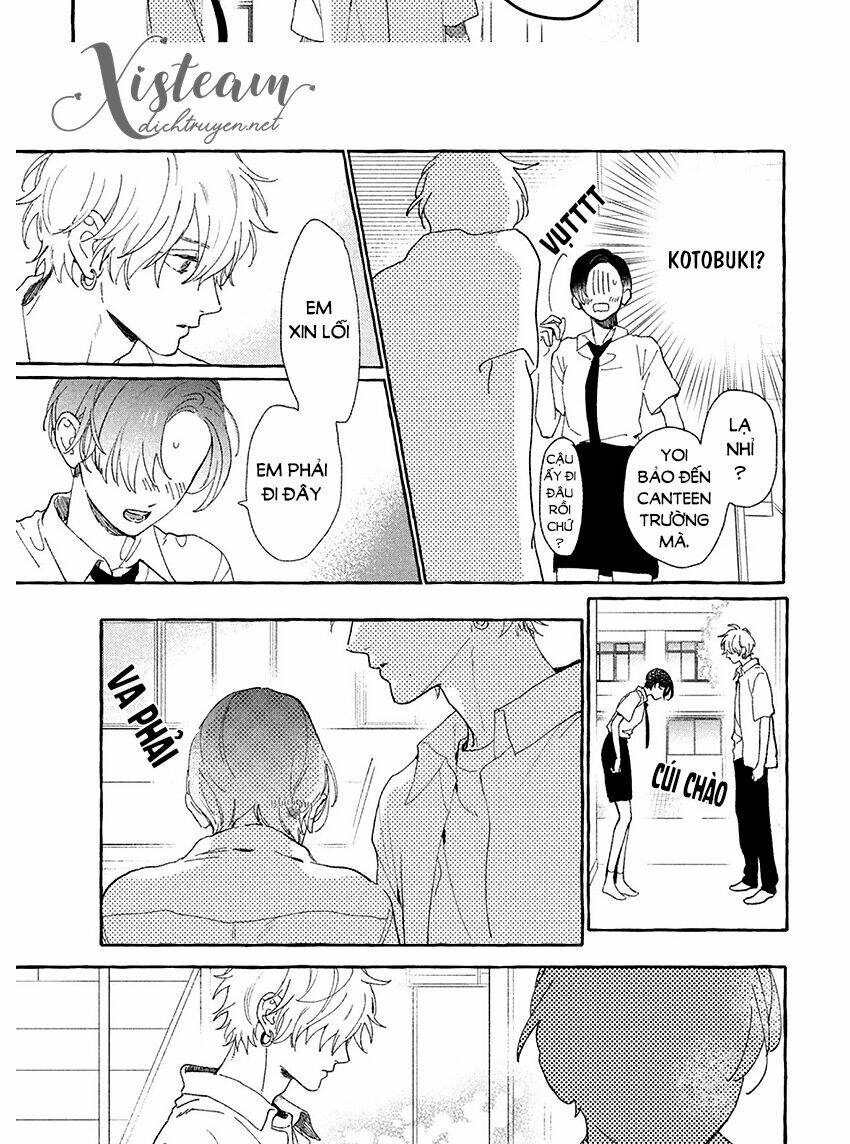 Xisteam
dichtruyen.net
KOTOBUKI?
VỤTTTT
LẠ
NHỈ
?
YOI
BẢO ĐẾN
CANTEEN
TRƯỜNG
MÀ.
CẬU
ẤY ĐI
ĐÂU
RỒI
CHỨ
?
EM
XIN LỖI
EM PHẢI
ĐI ĐÂY
CÚI CHÀO
VA PHẢI